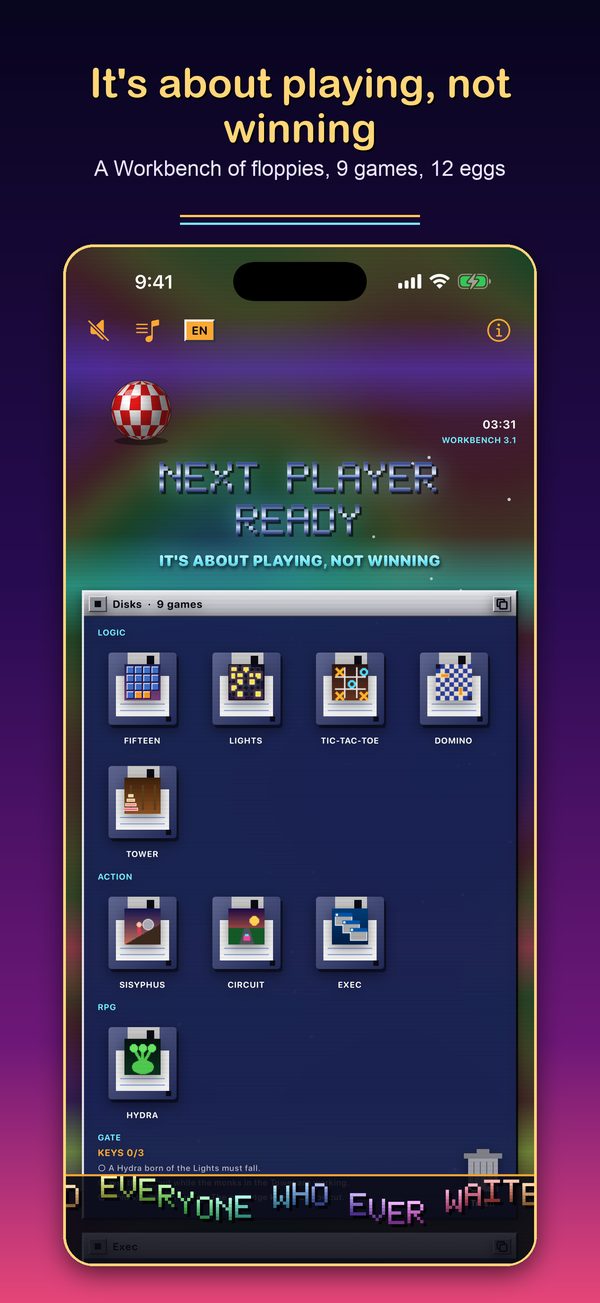 It's about playing, not
winning
A Workbench of floppies, 9 games, 12 eggs
9:41
EN
03:31
WORKBENCH 3.1
NEXT PLAYER
READY
IT'S ABOUT PLAYING, NOT WINNING
Disks · 9 games
LOGIC
FIFTEEN LIGHTS TIC-TAC-TOE DOMINO
TOWER
ACTION
SISYPHUS CIRCUIT EXEC
RPG
HYDRA
GATE
KEYS 0/3
A Hydra born of the Lights must fall.
EVERYONE WHO EVER WAITE
Exec